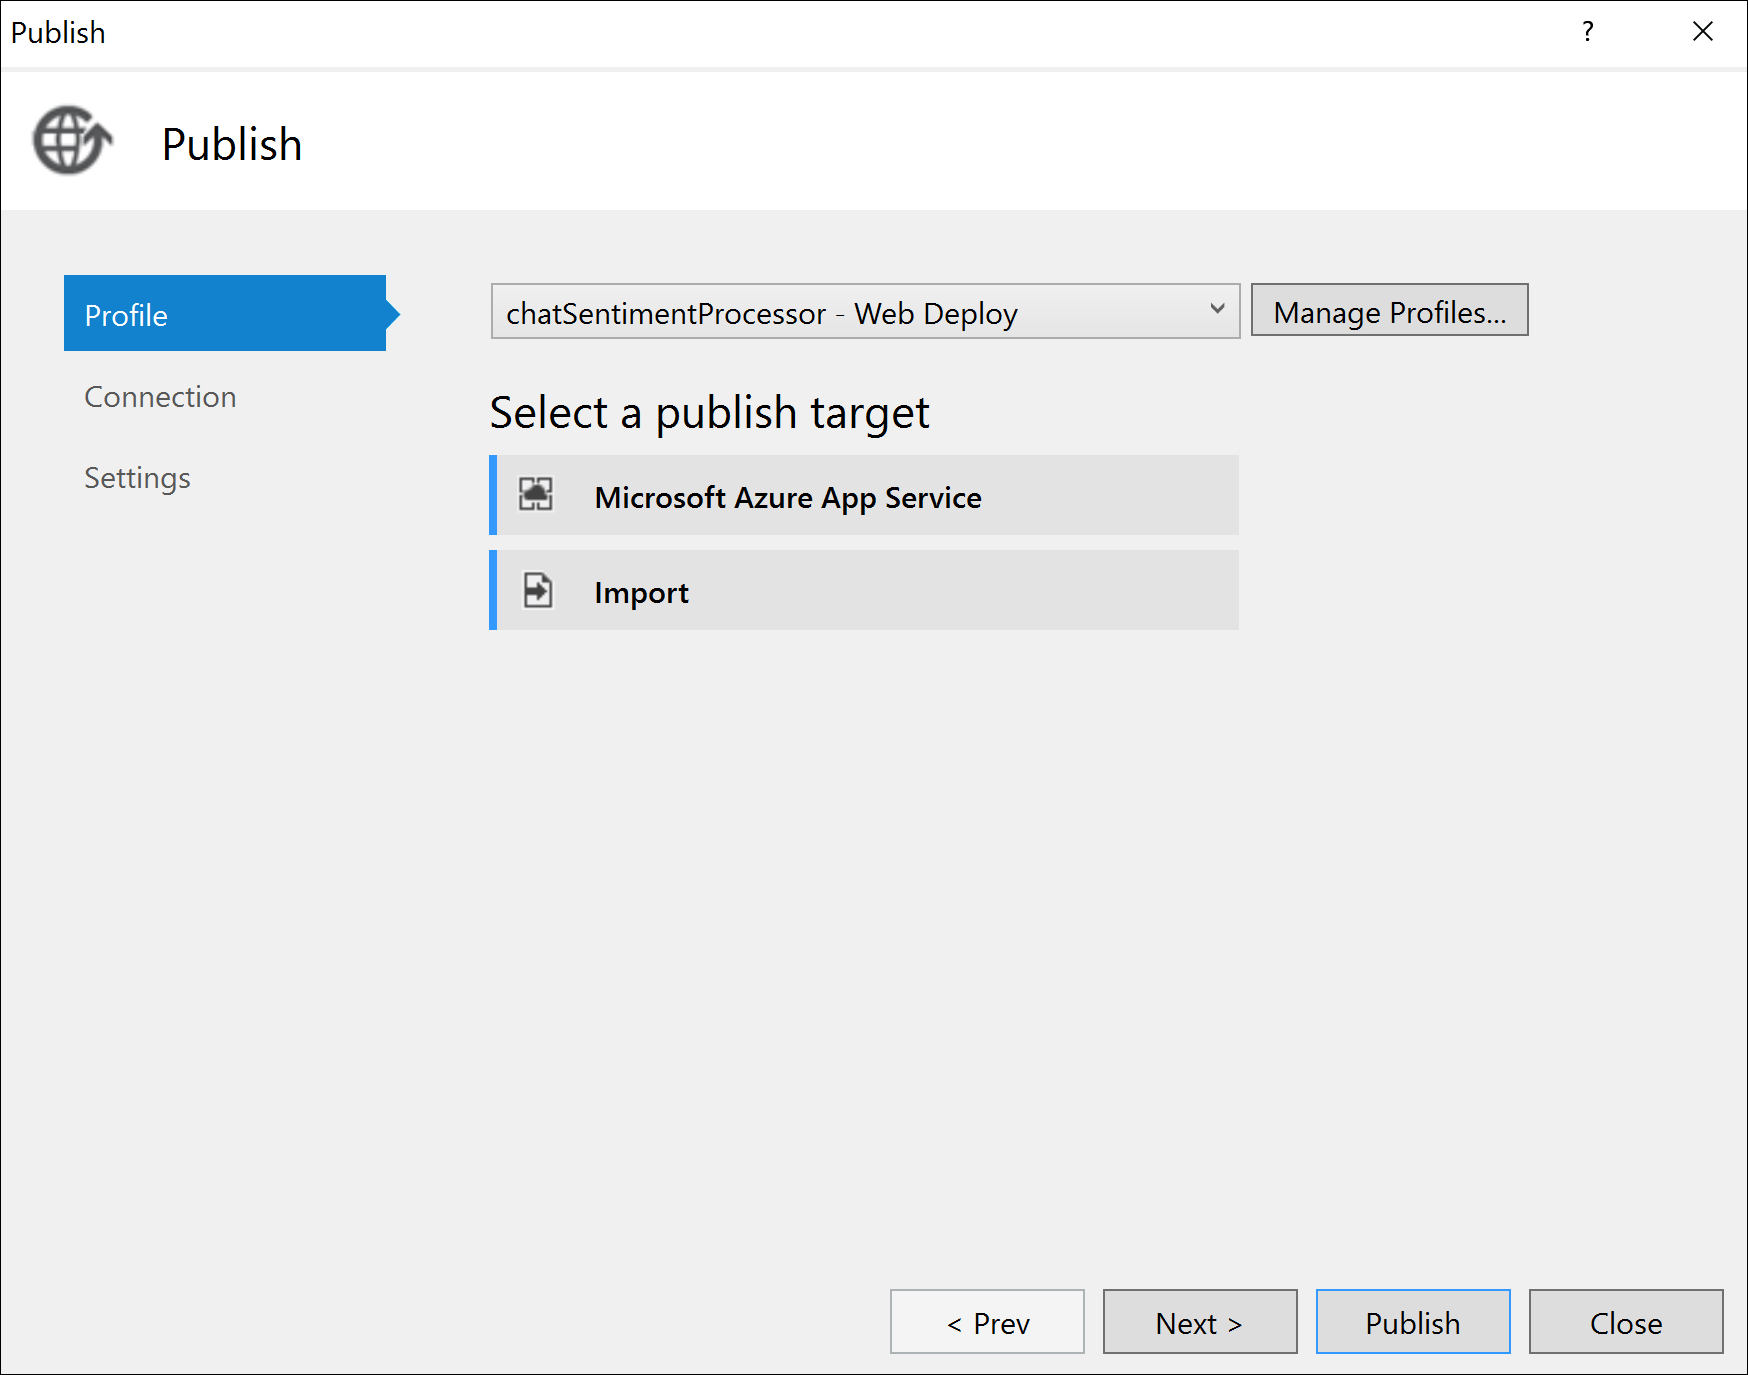 Publish
?
Publish
Profile
Connection
Settings
chatSentimentProcessor - Web Deploy
Manage Profiles...
Select a publish target
Microsoft Azure App Service
Import
< Prev
Next >
Publish
Close